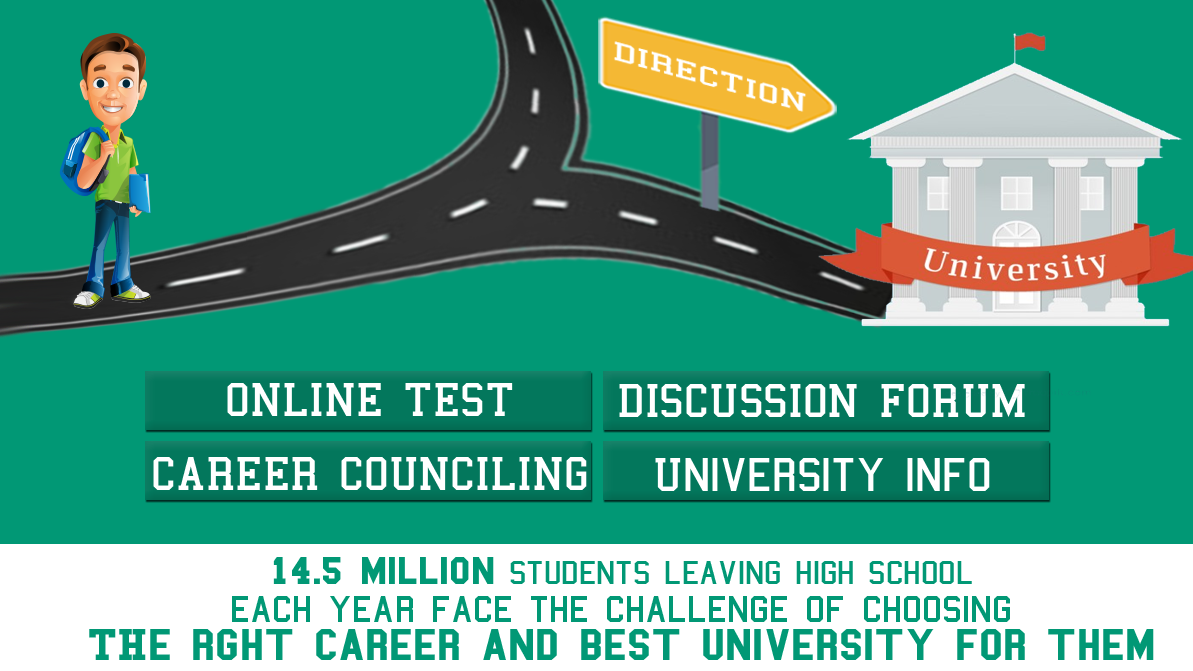 DIRECTION
University
ONLINE TEST
DISCUSSION FORUM
CAREER COUNCILING
UNIVERSITY INFO
14.5 MILLION STUDENTS LEAVING HIGH SCHOOL
EACH YEAR FACE THE CHALLENGE OF CHOOSING
THE RGHT CAREER AND BEST UNIVERSITY FOR THEM